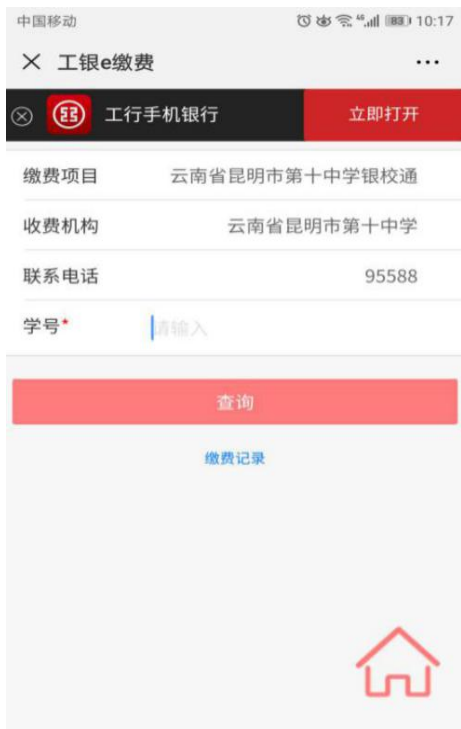 中国移动 46 83 10:17
工银e缴费
工行手机银行 立即打开
缴费项目 云南省昆明市第十中学银校通
收费机构 云南省昆明市第十中学
联系电话 95588
学号* 请输入
查询
缴费记录